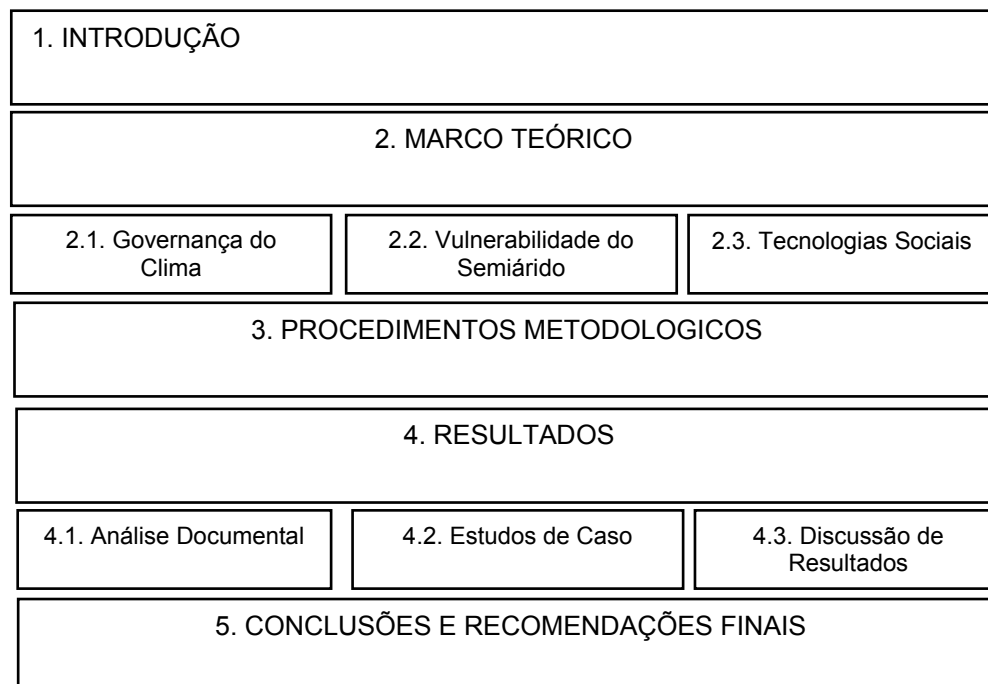 1. INTRODUÇÃO
2. MARCO TEÓRICO
2.1. Governança do
Clima
2.2. Vulnerabilidade do
Semiárido
2.3. Tecnologias Sociais
3. PROCEDIMENTOS METODOLOGICOS
4. RESULTADOS
4.1. Análise Documental
4.2. Estudos de Caso
4.3. Discussão de
Resultados
5. CONCLUSÕES E RECOMENDAÇÕES FINAIS